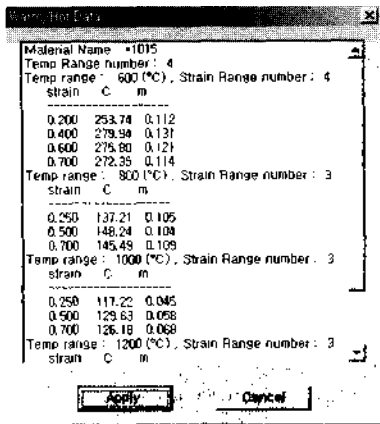 Warm/Hot Data
Material Name *1015
Temp Range number : 4
Temp range : 600 (°C) , Strain Range number : 4
strain C m
0.200 253.74 0.112
0.400 279.94 0.131
0.600 276.80 0.121
0.700 272.35 0.114
Temp range : 800 (°C) , Strain Range number : 3
strain C m
0.250 137.21 0.105
0.500 148.24 0.104
0.700 145.49 0.109
Temp range : 1000 (°C) , Strain Range number : 3
strain C m
0.250 117.22 0.045
0.500 129.63 0.058
0.700 126.18 0.068
Temp range : 1200 (°C) , Strain Range number : 3
strain C m
Apply Cancel